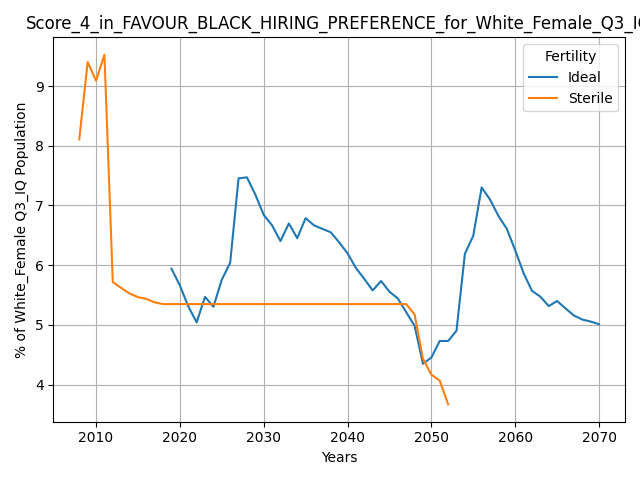 Score_4_in_FAVOUR_BLACK_HIRING_PREFERENCE_for_White_Female_Q3_IQ
% of White_Female Q3_IQ Population
9
8
7
6
5
4
Fertility
Ideal
Sterile
2010 2020 2030 2040 2050 2060 2070
Years